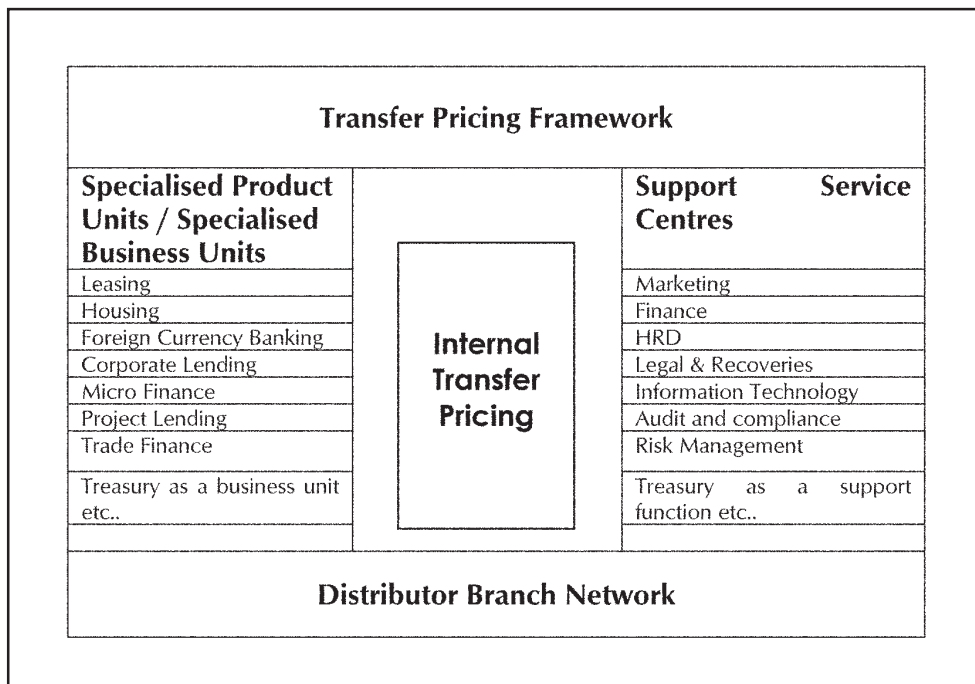 Transfer Pricing Framework
Specialised Product
Units / Specialised
Business Units
Leasing
Housing
Foreign Currency Banking
Corporate Lending
Micro Finance
Project Lending
Trade Finance
Treasury as a business unit
etc..
Internal
Transfer
Pricing
Support Service
Centres
Marketing
Finance
HRD
Legal & Recoveries
Information Technology
Audit and compliance
Risk Management
Treasury as a support
function etc..
Distributor Branch Network